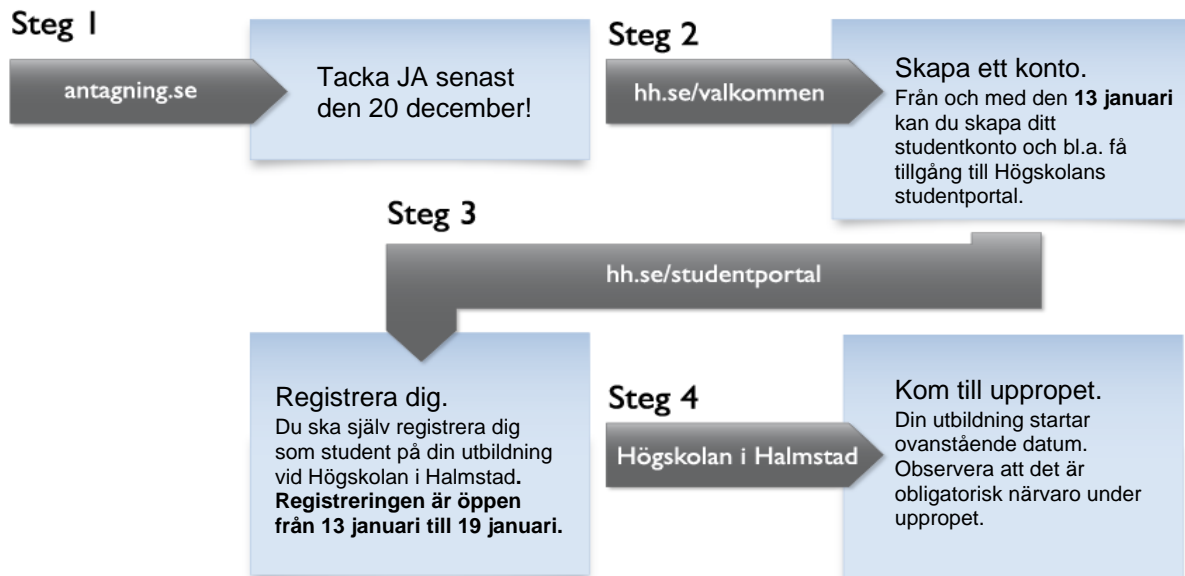 Steg 1
antagning.se
Tacka JA senast
den 20 december!
Steg 2
hh.se/valkommen
Skapa ett konto.
Från och med den 13 januari
kan du skapa ditt
studentkonto och bl.a. få
tillgång till Högskolans
studentportal.
Steg 3
hh.se/studentportal
Registrera dig.
Du ska själv registrera dig
som student på din utbildning
vid Högskolan i Halmstad.
Registreringen är öppen
från 13 januari till 19 januari.
Steg 4
Högskolan i Halmstad
Kom till uppropet.
Din utbildning startar
ovanstående datum.
Observera att det är
obligatorisk närvaro under
uppropet.